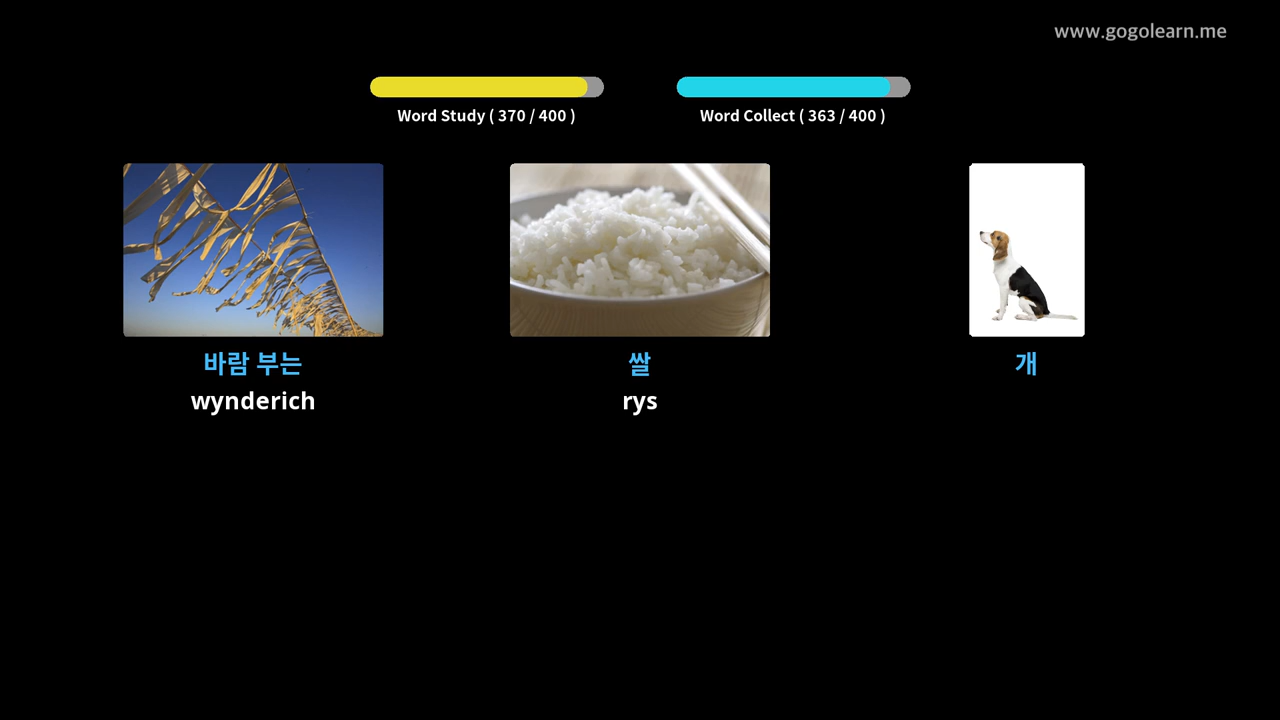 www.gogolearn.me
Word Study ( 370 / 400 )
Word Collect ( 363 / 400 )
바람 부는
wynderich
쌀
rys
개